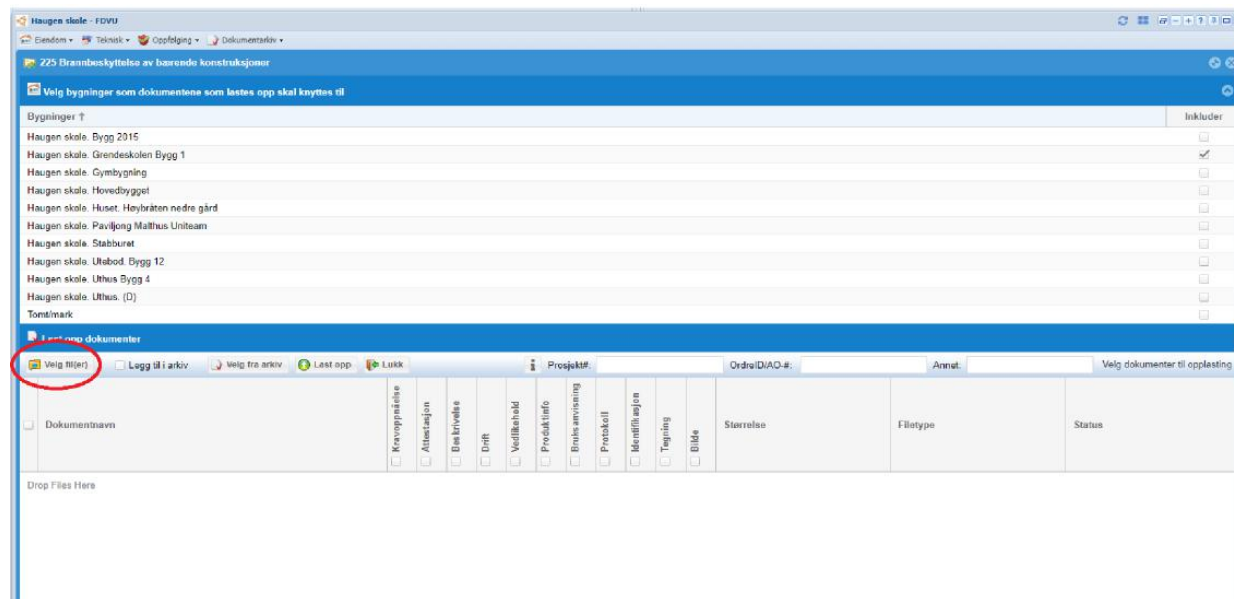 Haugen skole - FDVU
Eiendom Teknisk Oppfølging Dokumentarkiv
225 Brannbeskyttelse av bærende konstruksjoner
Velg bygninger som dokumentene som lastes opp skal knyttes til
Bygninger ↑ Inkluder
Haugen skole. Bygg 2015
Haugen skole. Grendeskolen Bygg 1
Haugen skole. Gymbygning
Haugen skole. Hovedbygget
Haugen skole. Huset. Høybråten nedre gård
Haugen skole. Paviljong Malthus Uniteam
Haugen skole. Stabburet
Haugen skole. Utebod. Bygg 12
Haugen skole. Uthus Bygg 4
Haugen skole. Uthus. (D)
Tomt/mark
Last opp dokumenter
Velg fil(er) Legg til i arkiv Velg fra arkiv Last opp Lukk i Prosjekt#: OrdreID/AO-#: Annet: Velg dokumenter til opplasting
Dokumentnavn Kravoppnåelse Attestasjon Beskrivelse Drift Vedlikehold Produktinfo Bruksanvisning Protokoll Identifikasjon Tegning Bilde Størrelse Filetype Status
Drop Files Here